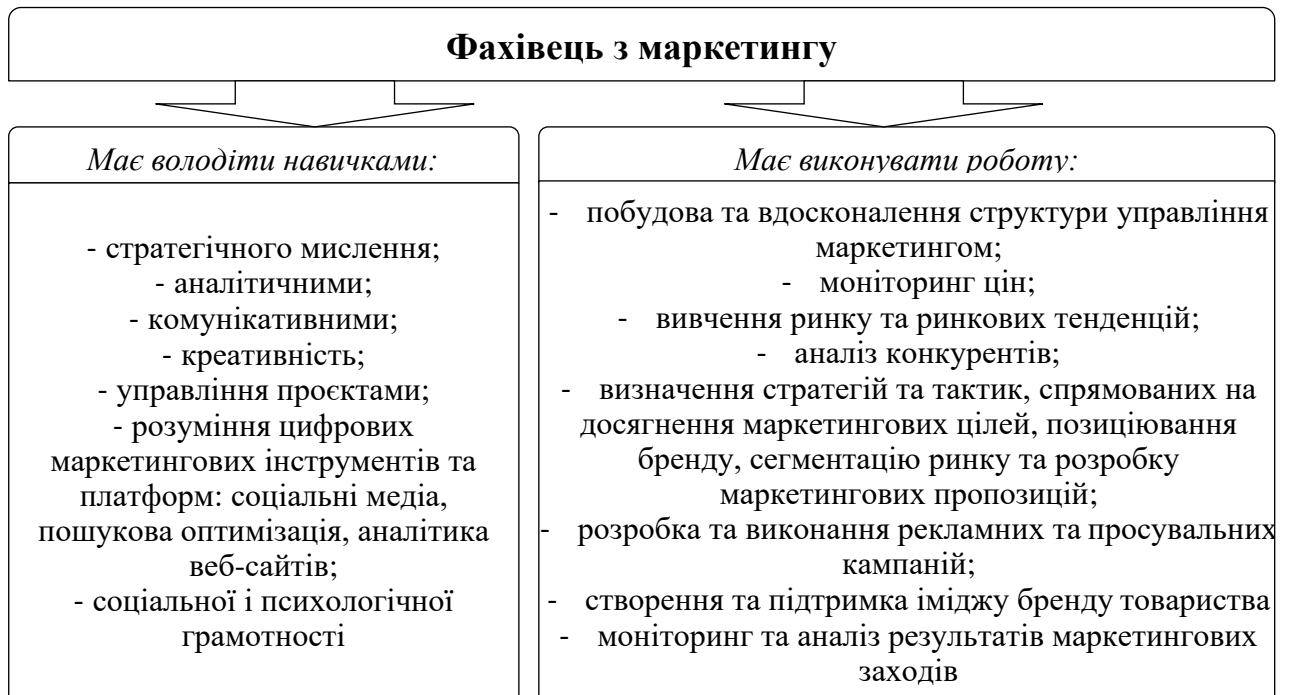 Фахівець з маркетингу
Має володіти навичками:
- стратегічного мислення;
- аналітичними;
- комунікативними;
- креативність;
- управління проєктами;
- розуміння цифрових
маркетингових інструментів та
платформ: соціальні медіа,
пошукова оптимізація, аналітика
веб-сайтів;
- соціальної і психологічної
грамотності
Має виконувати роботу:
- побудова та вдосконалення структури управління
маркетингом;
- моніторинг цін;
- вивчення ринку та ринкових тенденцій;
- аналіз конкурентів;
- визначення стратегій та тактик, спрямованих на
досягнення маркетингових цілей, позиціювання
бренду, сегментацію ринку та розробку
маркетингових пропозицій;
- розробка та виконання рекламних та просувальних
кампаній;
- створення та підтримка іміджу бренду товариства
- моніторинг та аналіз результатів маркетингових
заходів